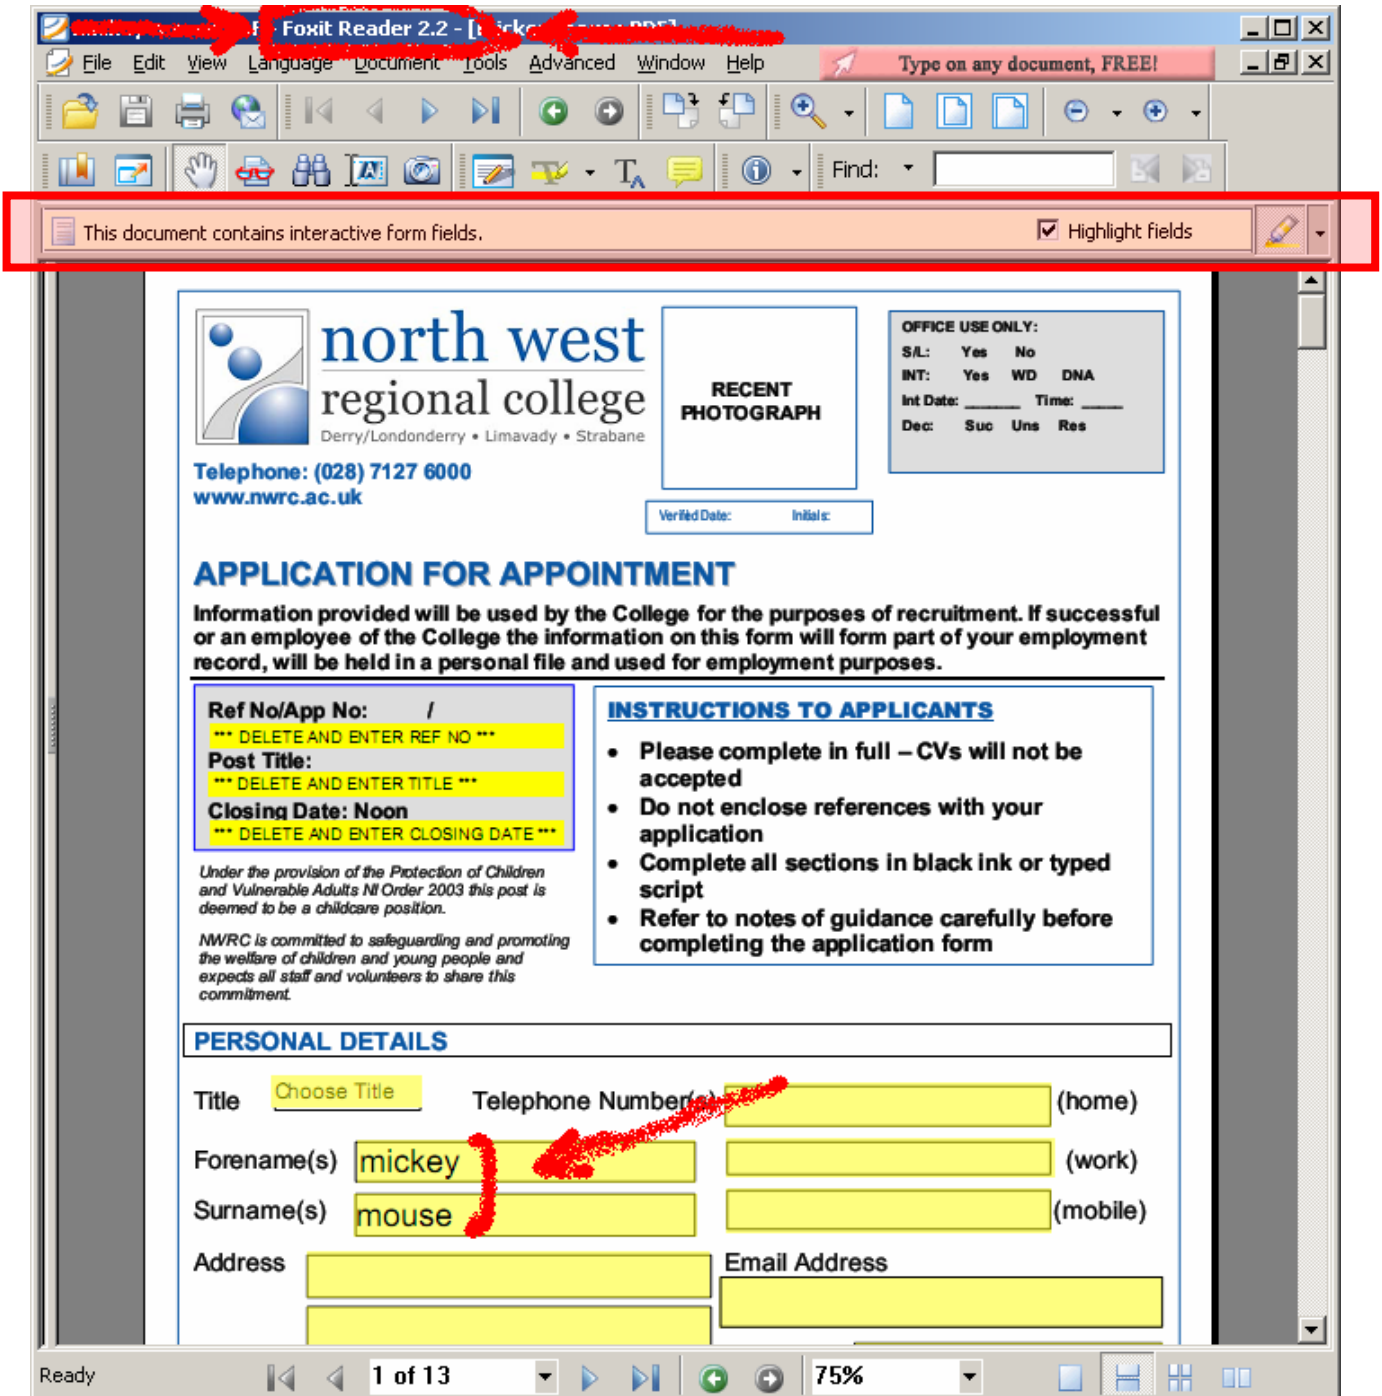 Foxit Reader 2.2 - [
File Edit View Language Document Tools Advanced Window Help
Type on any document, FREE!
Find:
This document contains interactive form fields.
Highlight fields
north west
regional college
Derry/Londonderry • Limavady • Strabane
Telephone: (028) 7127 6000
www.nwrc.ac.uk
RECENT
PHOTOGRAPH
Verified Date: Initials:
OFFICE USE ONLY:
S/L: Yes No
INT: Yes WD DNA
Int Date: _______ Time: _____
Dec: Suc Uns Res
APPLICATION FOR APPOINTMENT
Information provided will be used by the College for the purposes of recruitment. If successful
or an employee of the College the information on this form will form part of your employment
record, will be held in a personal file and used for employment purposes.
Ref No/App No: /
*** DELETE AND ENTER REF NO ***
Post Title:
*** DELETE AND ENTER TITLE ***
Closing Date: Noon
*** DELETE AND ENTER CLOSING DATE ***
Under the provision of the Protection of Children
and Vulnerable Adults NI Order 2003 this post is
deemed to be a childcare position.
NWRC is committed to safeguarding and promoting
the welfare of children and young people and
expects all staff and volunteers to share this
commitment.
INSTRUCTIONS TO APPLICANTS
• Please complete in full – CVs will not be
accepted
• Do not enclose references with your
application
• Complete all sections in black ink or typed
script
• Refer to notes of guidance carefully before
completing the application form
PERSONAL DETAILS
Title Choose Title Telephone Number(s) (home)
Forename(s) mickey (work)
Surname(s) mouse (mobile)
Address Email Address
Ready 1 of 13 75%